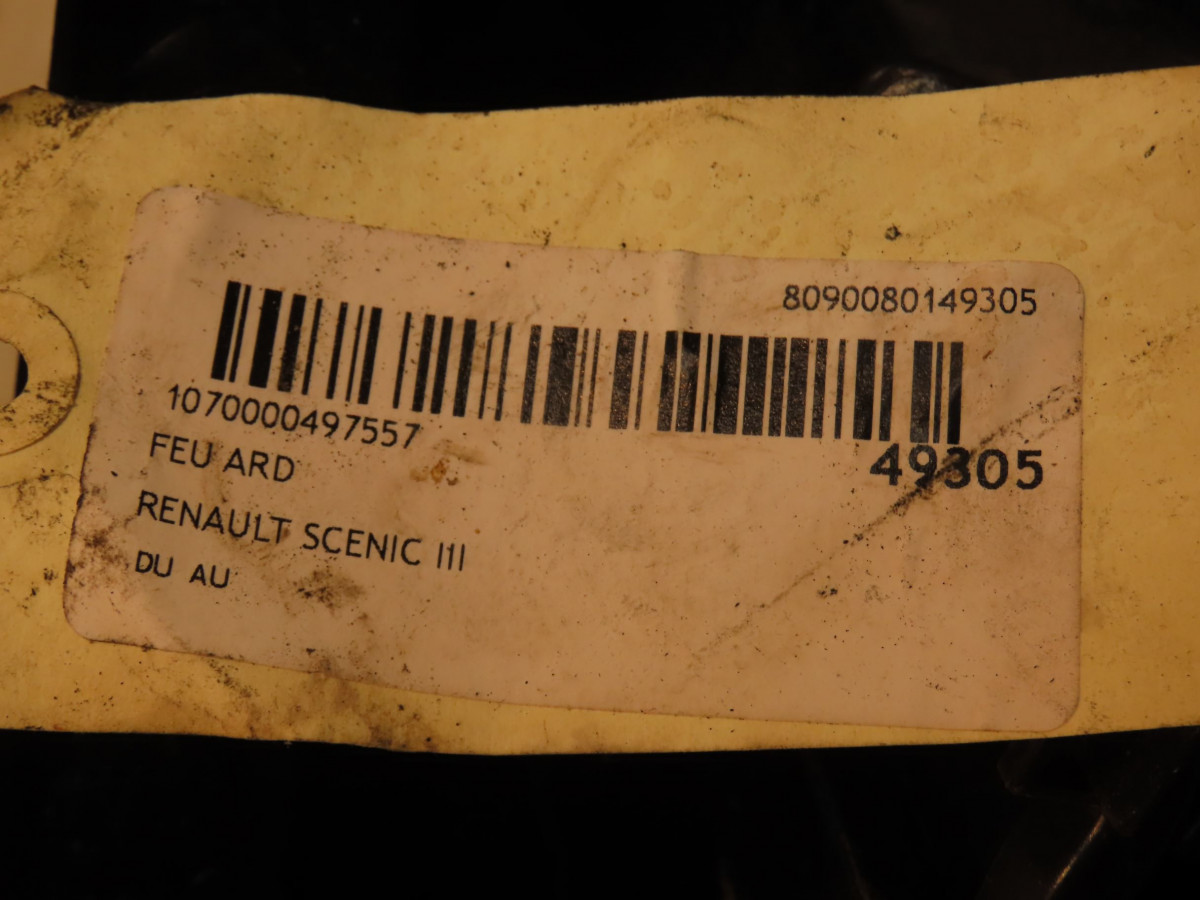 8090080149305
1070000497557
49305
FEU ARD
RENAULT SCENIC III
DU AU